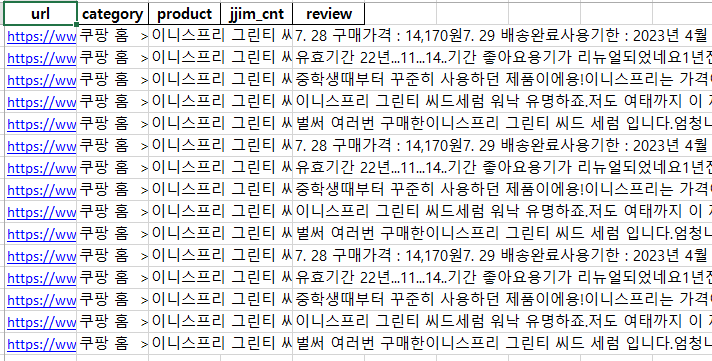 url category product jjim_cnt review
https://ww 쿠팡 홈 > 이니스프리 그린티 씨 7. 28 구매가격 : 14,170원7. 29 배송완료사용기한 : 2023년 4월
https://ww 쿠팡 홈 > 이니스프리 그린티 씨 유효기간 22년...11...14..기간 좋아요용기가 리뉴얼되었네요1년전
https://ww 쿠팡 홈 > 이니스프리 그린티 씨 중학생때부터 꾸준히 사용하던 제품이에용!이니스프리는 가격이
https://ww 쿠팡 홈 > 이니스프리 그린티 씨 이니스프리 그린티 씨드세럼 워낙 유명하죠.저도 여태까지 이 제
https://ww 쿠팡 홈 > 이니스프리 그린티 씨 벌써 여러번 구매한이니스프리 그린티 씨드 세럼 입니다.엄청나
https://ww 쿠팡 홈 > 이니스프리 그린티 씨 7. 28 구매가격 : 14,170원7. 29 배송완료사용기한 : 2023년 4월
https://ww 쿠팡 홈 > 이니스프리 그린티 씨 유효기간 22년...11...14..기간 좋아요용기가 리뉴얼되었네요1년전
https://ww 쿠팡 홈 > 이니스프리 그린티 씨 중학생때부터 꾸준히 사용하던 제품이에용!이니스프리는 가격이
https://ww 쿠팡 홈 > 이니스프리 그린티 씨 이니스프리 그린티 씨드세럼 워낙 유명하죠.저도 여태까지 이 제
https://ww 쿠팡 홈 > 이니스프리 그린티 씨 벌써 여러번 구매한이니스프리 그린티 씨드 세럼 입니다.엄청나
https://ww 쿠팡 홈 > 이니스프리 그린티 씨 7. 28 구매가격 : 14,170원7. 29 배송완료사용기한 : 2023년 4월
https://ww 쿠팡 홈 > 이니스프리 그린티 씨 유효기간 22년...11...14..기간 좋아요용기가 리뉴얼되었네요1년전
https://ww 쿠팡 홈 > 이니스프리 그린티 씨 중학생때부터 꾸준히 사용하던 제품이에용!이니스프리는 가격이
https://ww 쿠팡 홈 > 이니스프리 그린티 씨 이니스프리 그린티 씨드세럼 워낙 유명하죠.저도 여태까지 이 제
https://ww 쿠팡 홈 > 이니스프리 그린티 씨 벌써 여러번 구매한이니스프리 그린티 씨드 세럼 입니다.엄청나